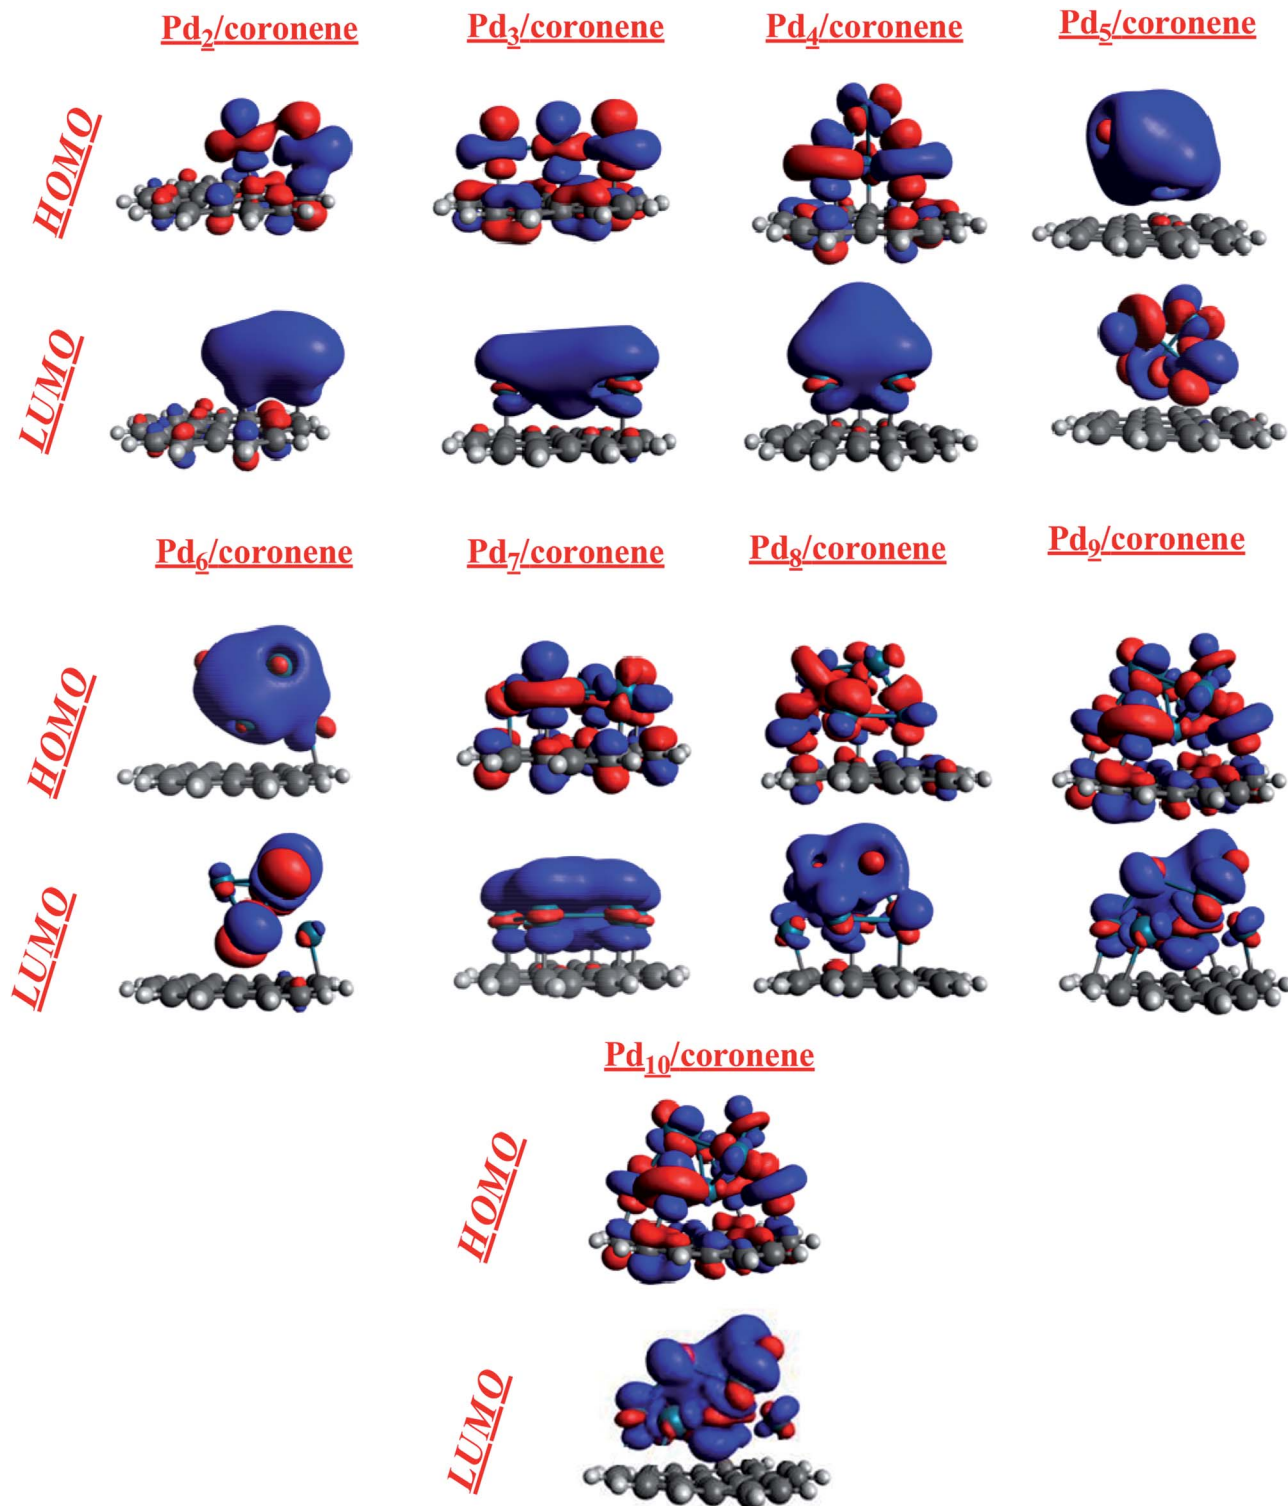 Pd2/coronene Pd3/coronene Pd4/coronene Pd5/coronene
HOMO
LUMO
Pd6/coronene Pd7/coronene Pd8/coronene Pd9/coronene
HOMO
LUMO
Pd10/coronene
HOMO
LUMO